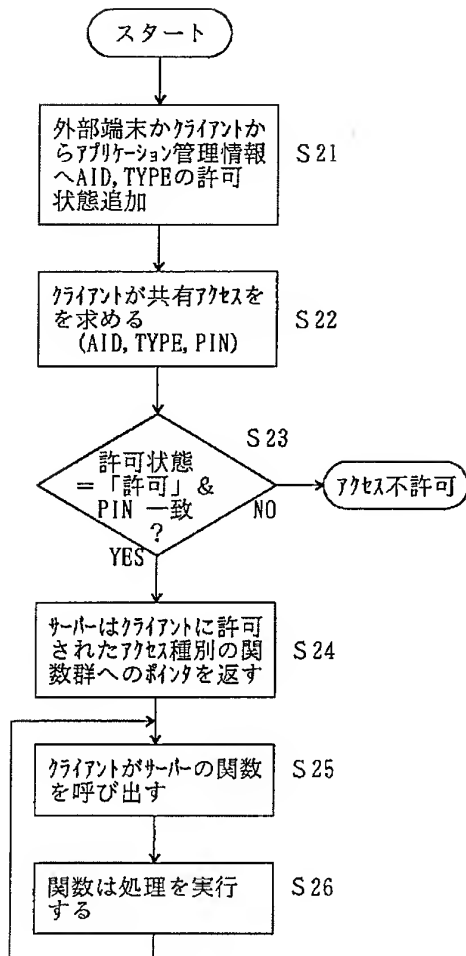 スタート
外部端末かクライアントか
らアプリケーション管理情報
へAID,TYPEの許可
状態追加
S21
クライアントが共有アクセスを
を求める
(AID,TYPE,PIN)
S22
S23
許可状態
=「許可」&
PIN 一致
?
NO
アクセス不許可
YES
サーバーはクライアントに許可
されたアクセス種別の関
数群へのポインタを返す
S24
クライアントがサーバーの関数
を呼び出す
S25
関数は処理を実行
する
S26